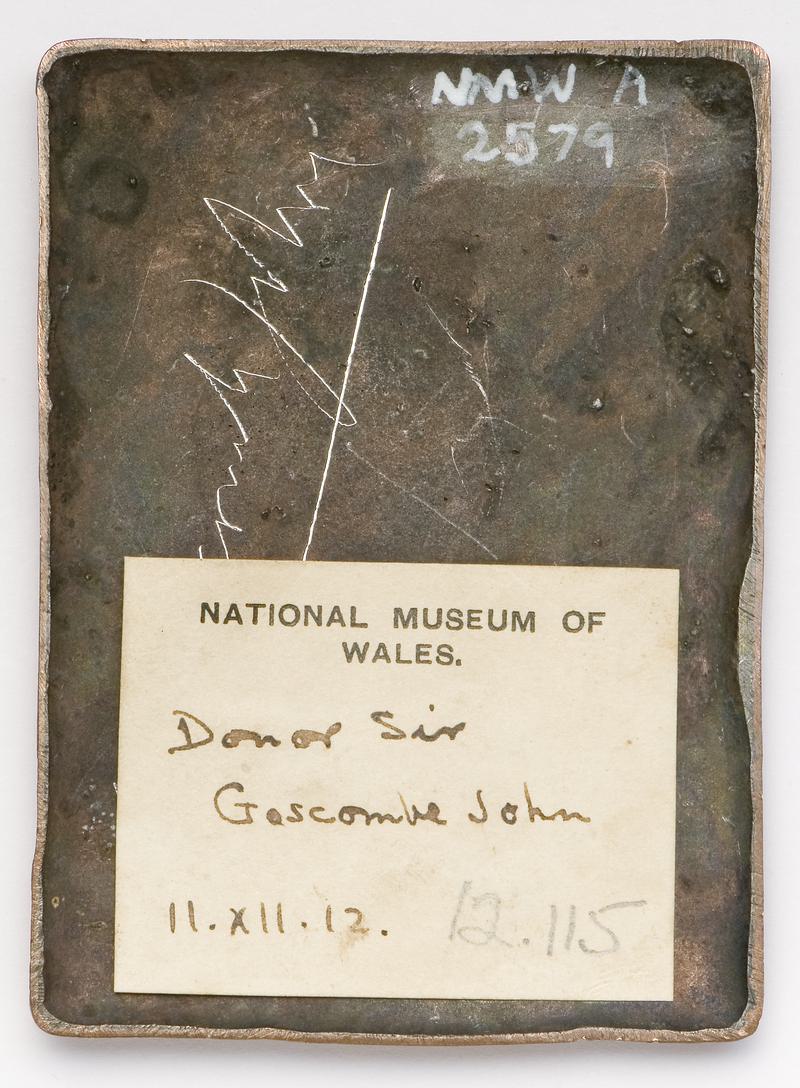 NMW A
2579
NATIONAL MUSEUM OF
WALES.
Donor Sir
Goscombe John
11.XII.12.
12.115